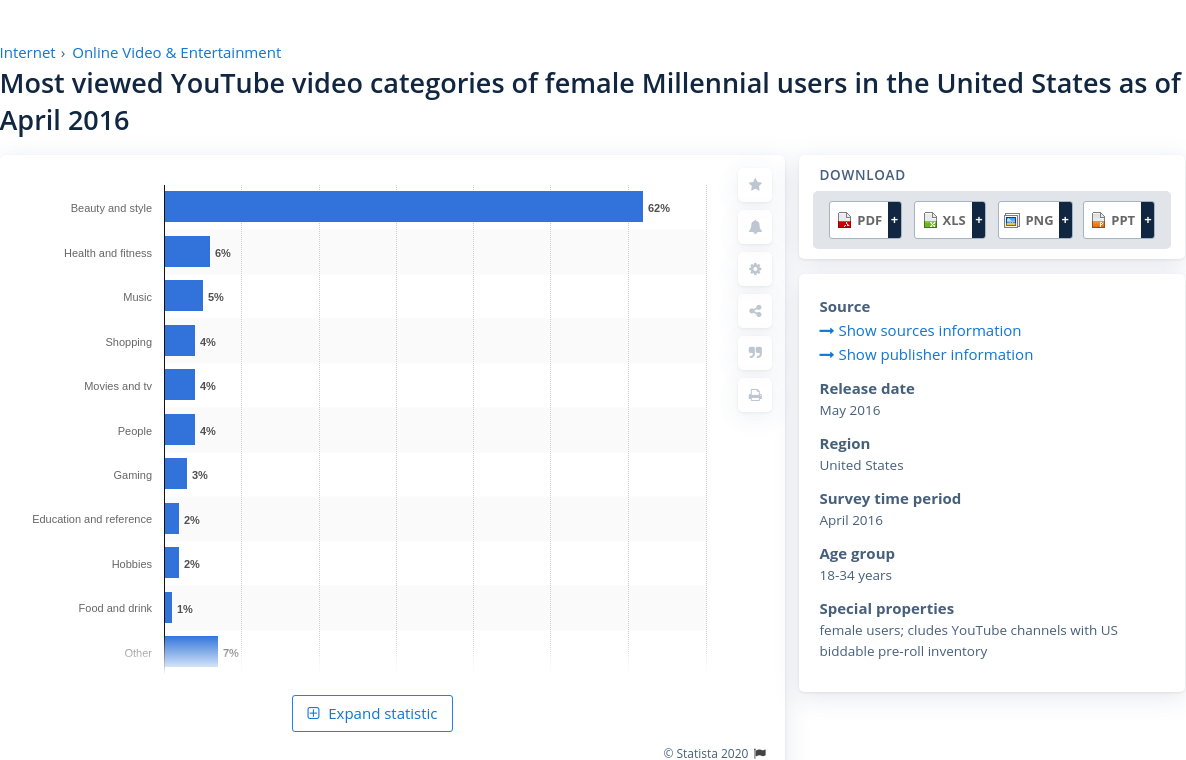 Internet › Online Video & Entertainment
Most viewed YouTube video categories of female Millennial users in the United States as of
April 2016
Beauty and style 62%
Health and fitness 6%
Music 5%
Shopping 4%
Movies and tv 4%
People 4%
Gaming 3%
Education and reference 2%
Hobbies 2%
Food and drink 1%
Other 7%
Expand statistic
© Statista 2020
DOWNLOAD
PDF + XLS + PNG + PPT +
Source
Show sources information
Show publisher information
Release date
May 2016
Region
United States
Survey time period
April 2016
Age group
18-34 years
Special properties
female users; cludes YouTube channels with US
biddable pre-roll inventory